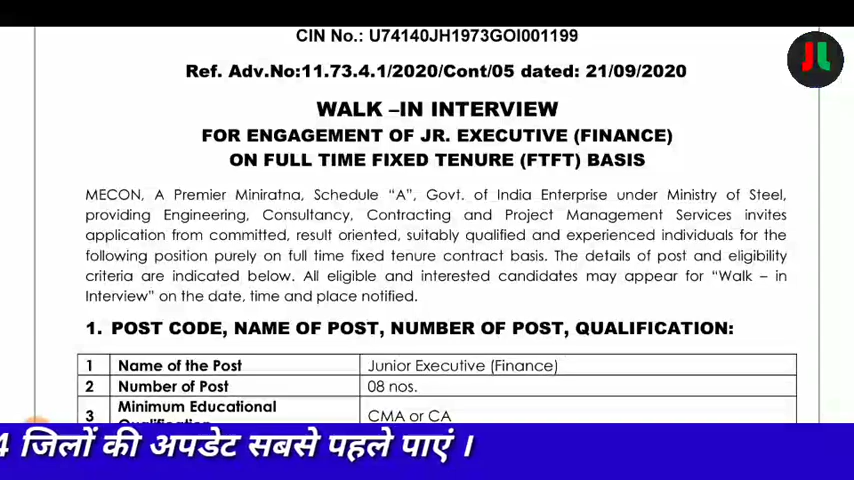 CIN No.: U74140JH1973GOI001199
Ref. Adv.No:11.73.4.1/2020/Cont/05 dated: 21/09/2020
WALK –IN INTERVIEW
FOR ENGAGEMENT OF JR. EXECUTIVE (FINANCE)
ON FULL TIME FIXED TENURE (FTFT) BASIS
MECON, A Premier Miniratna, Schedule “A”, Govt. of India Enterprise under Ministry of Steel,
providing Engineering, Consultancy, Contracting and Project Management Services invites
application from committed, result oriented, suitably qualified and experienced individuals for the
following position purely on full time fixed tenure contract basis. The details of post and eligibility
criteria are indicated below. All eligible and interested candidates may appear for “Walk – in
Interview” on the date, time and place notified.
1. POST CODE, NAME OF POST, NUMBER OF POST, QUALIFICATION:
1 Name of the Post Junior Executive (Finance)
2 Number of Post 08 nos.
3 Minimum Educational Qualification CMA or CA
4 जिलों की अपडेट सबसे पहले पाएं ।
JL